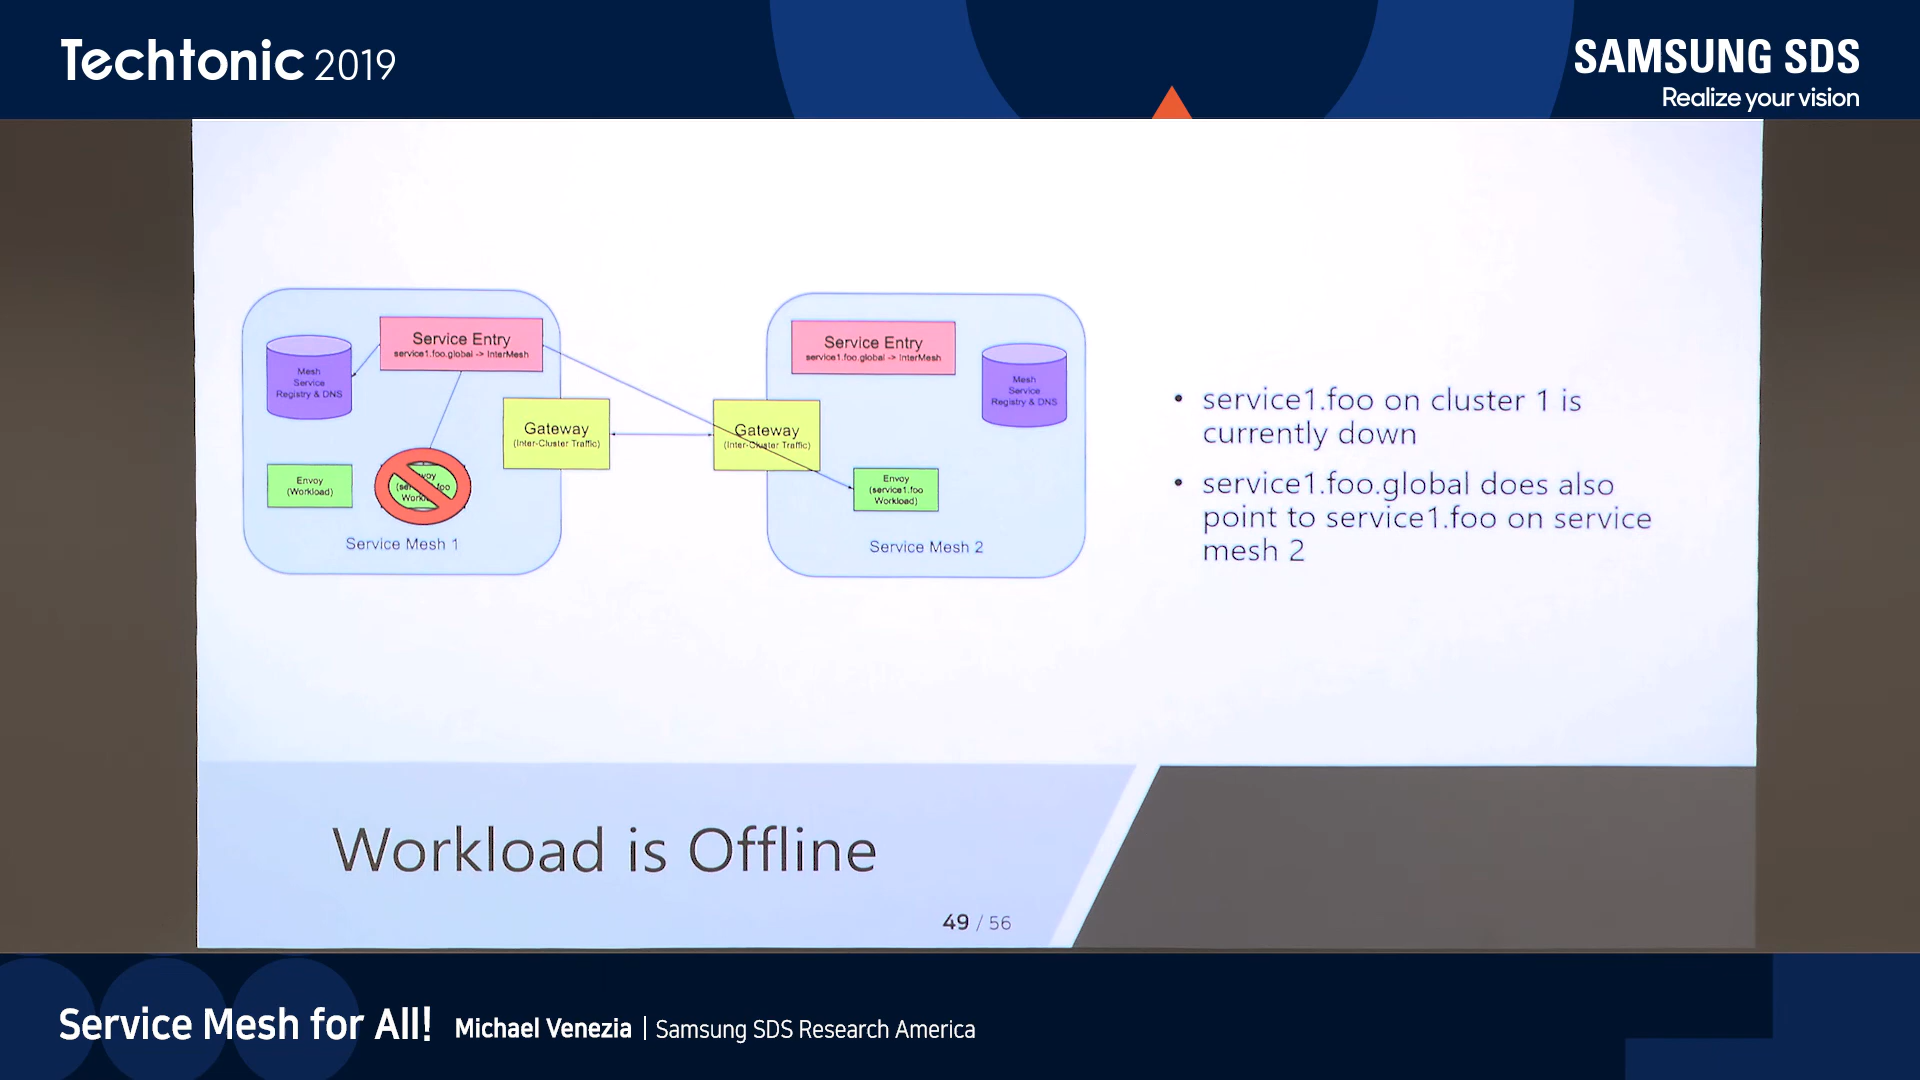 Techtonic 2019
SAMSUNG SDS
Realize your vision
Service Entry
service1.foo.global -> InterMesh
Mesh
Service
Registry & DNS
Gateway
(Inter-Cluster Traffic)
Envoy
(Workload)
Service Mesh 1
Service Entry
service1.foo.global -> InterMesh
Mesh
Service
Registry & DNS
Gateway
(Inter-Cluster Traffic)
Envoy
(service1.foo
Workload)
Service Mesh 2
• service1.foo on cluster 1 is
currently down
• service1.foo.global does also
point to service1.foo on service
mesh 2
Workload is Offline
49 / 56
Service Mesh for All! Michael Venezia | Samsung SDS Research America